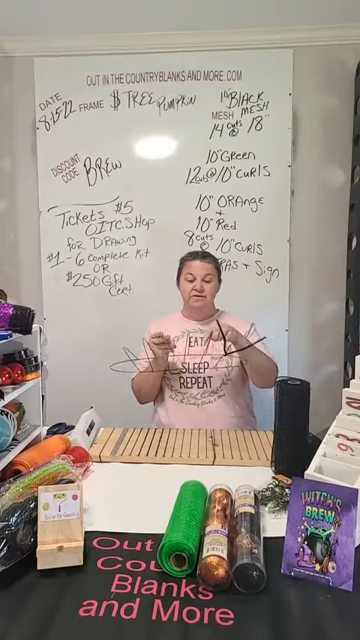 OUT IN THE COUNTRYBLANKS AND MORE.COM
DATE
8-15-22
FRAME
$ TREE
PUMPKIN
10" BLACK
MESH
MESH
14 cuts @ 18"
10" Green
12 cuts @ 10" CURLS
10" ORANGE
+
10" Red
8 cuts
@ 10" CURLS
+ Sign
DISCOUNT
CODE
BREW
Tickets $5
OITCShop
for DRAWING
#1 - 6 Complete Kit
OR
$250 Gift
Cert.
EAT
SLEEP
REPEAT
WITCH'S
BREW
Out
Cou
Blanks
and More